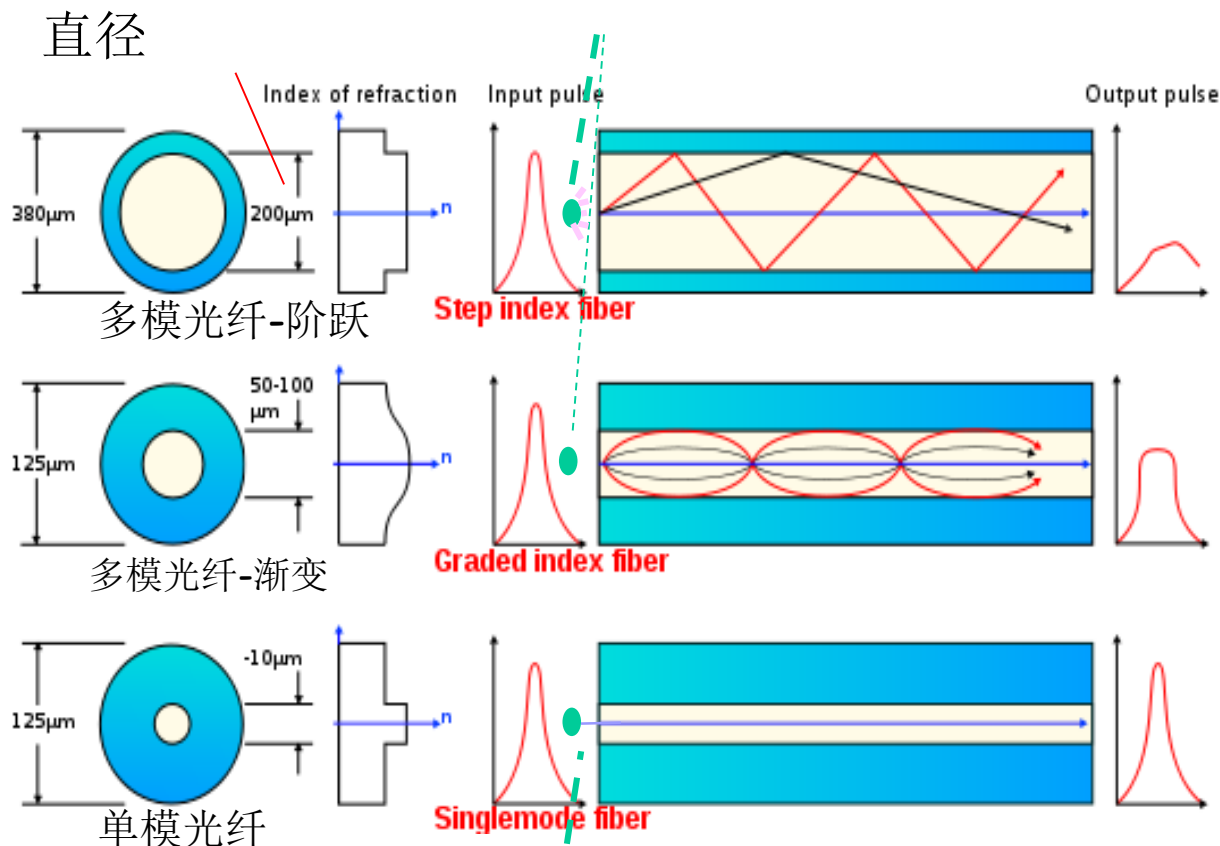 直径
Index of refraction
Input pulse
Output pulse
380µm
200µm
n
多模光纤-阶跃
Step index fiber
50-100
µm
125µm
n
多模光纤-渐变
Graded index fiber
-10µm
125µm
n
单模光纤
Singlemode fiber